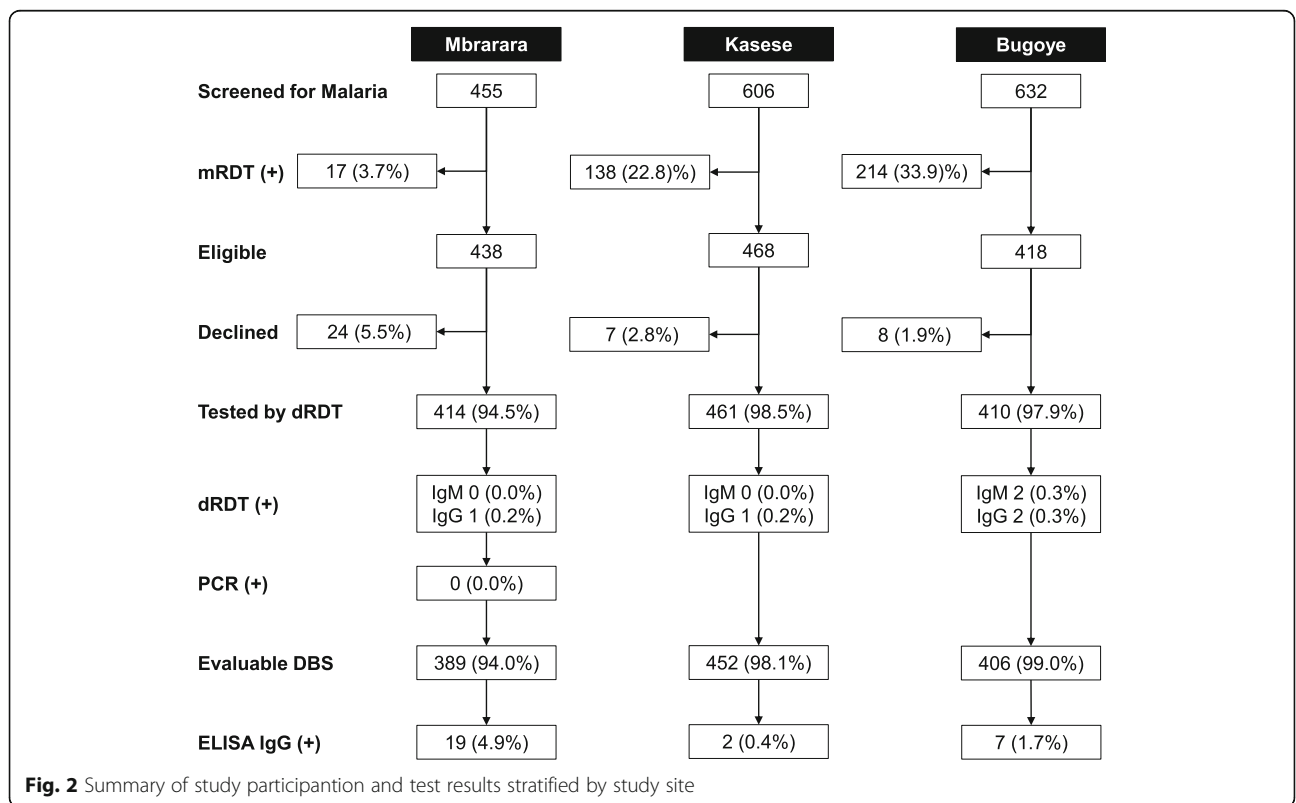 Mbrarara Kasese Bugoye
Screened for Malaria 455 606 632
mRDT (+) 17 (3.7%) 138 (22.8)%) 214 (33.9)%)
Eligible 438 468 418
Declined 24 (5.5%) 7 (2.8%) 8 (1.9%)
Tested by dRDT 414 (94.5%) 461 (98.5%) 410 (97.9%)
dRDT (+)
IgM 0 (0.0%) IgM 0 (0.0%) IgM 2 (0.3%)
IgG 1 (0.2%) IgG 1 (0.2%) IgG 2 (0.3%)
PCR (+) 0 (0.0%)
Evaluable DBS 389 (94.0%) 452 (98.1%) 406 (99.0%)
ELISA IgG (+) 19 (4.9%) 2 (0.4%) 7 (1.7%)
Fig. 2 Summary of study participantion and test results stratified by study site